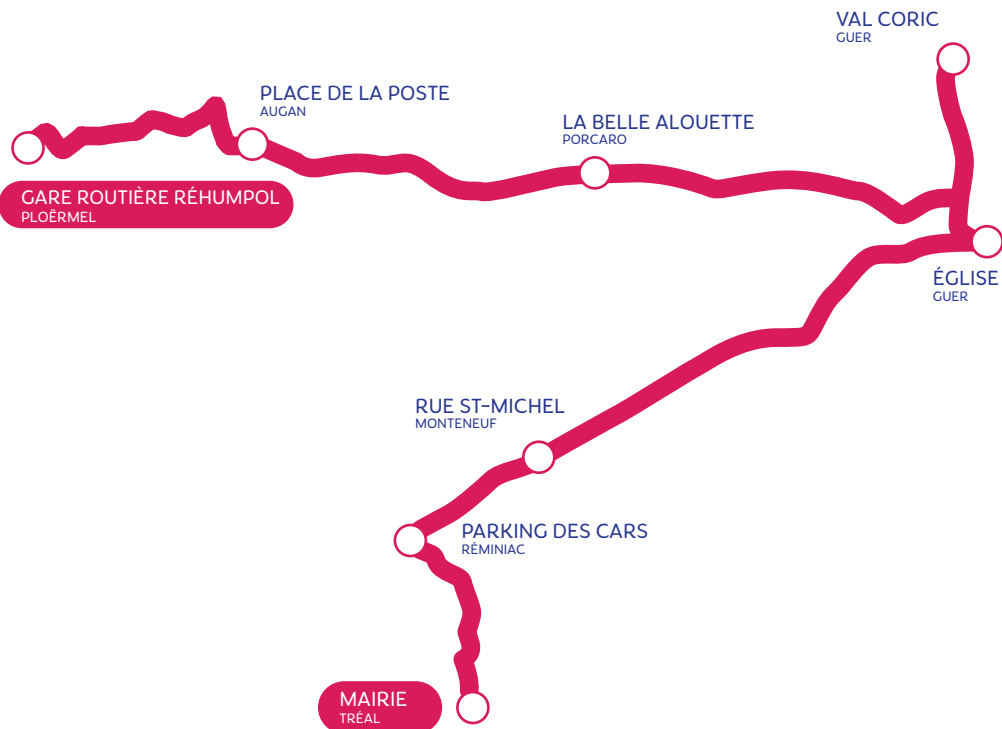 VAL CORIC
GUER
PLACE DE LA POSTE
AUGAN
LA BELLE ALOUETTE
PORCARO
GARE ROUTIÈRE RÉHUMPOL
PLOËRMEL
ÉGLISE
GUER
RUE ST-MICHEL
MONTENEUF
PARKING DES CARS
RÉMINIAC
MAIRIE
TRÉAL